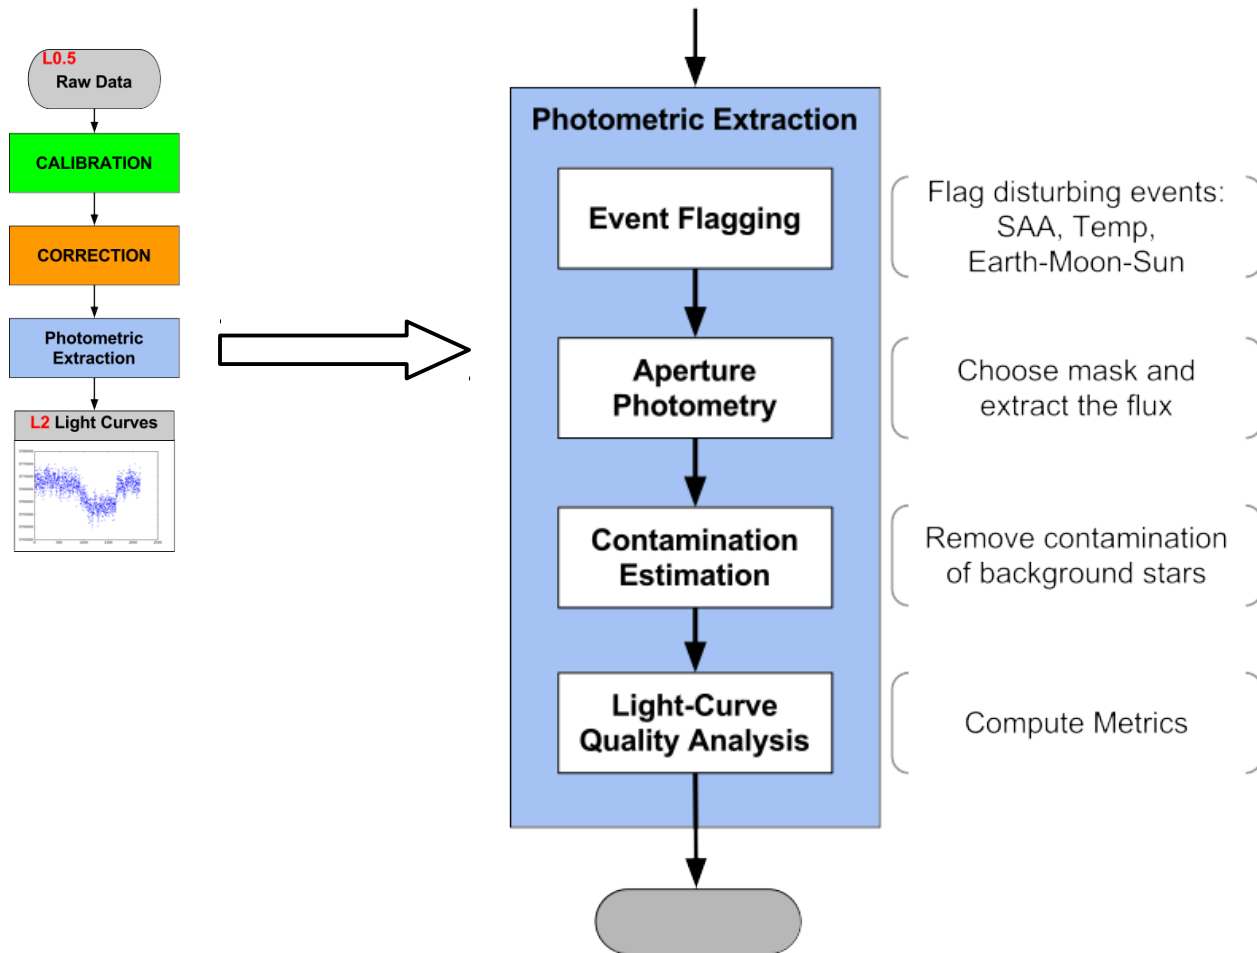 L0.5
Raw Data
CALIBRATION
CORRECTION
Photometric
Extraction
L2 Light Curves
Photometric Extraction
Event Flagging
Flag disturbing events:
SAA, Temp,
Earth-Moon-Sun
Aperture
Photometry
Choose mask and
extract the flux
Contamination
Estimation
Remove contamination
of background stars
Light-Curve
Quality Analysis
Compute Metrics